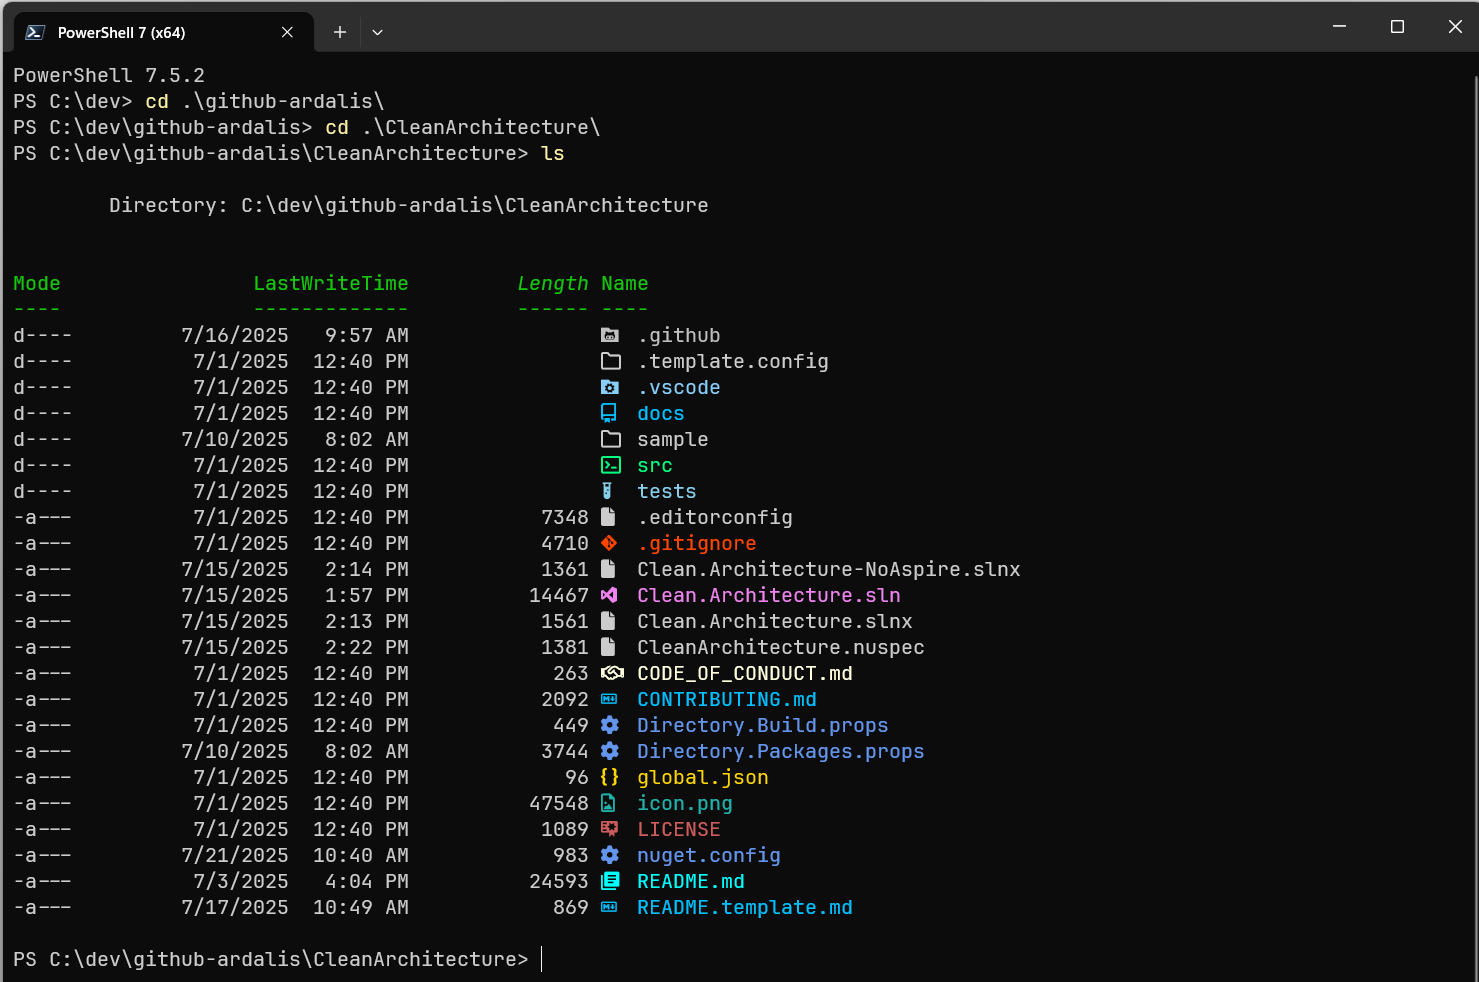 PowerShell 7 (x64)
PowerShell 7.5.2
PS C:\dev> cd .\github-ardalis\
PS C:\dev\github-ardalis> cd .\CleanArchitecture\
PS C:\dev\github-ardalis\CleanArchitecture> ls
Directory: C:\dev\github-ardalis\CleanArchitecture
Mode LastWriteTime Length Name
---- ------------- ------ ----
d---- 7/16/2025 9:57 AM .github
d---- 7/1/2025 12:40 PM .template.config
d---- 7/1/2025 12:40 PM .vscode
d---- 7/1/2025 12:40 PM docs
d---- 7/10/2025 8:02 AM sample
d---- 7/1/2025 12:40 PM src
d---- 7/1/2025 12:40 PM tests
-a--- 7/1/2025 12:40 PM 7348 .editorconfig
-a--- 7/1/2025 12:40 PM 4710 .gitignore
-a--- 7/15/2025 2:14 PM 1361 Clean.Architecture-NoAspire.slnx
-a--- 7/15/2025 1:57 PM 14467 Clean.Architecture.sln
-a--- 7/15/2025 2:13 PM 1561 Clean.Architecture.slnx
-a--- 7/15/2025 2:22 PM 1381 CleanArchitecture.nuspec
-a--- 7/1/2025 12:40 PM 263 CODE_OF_CONDUCT.md
-a--- 7/1/2025 12:40 PM 2092 CONTRIBUTING.md
-a--- 7/1/2025 12:40 PM 449 Directory.Build.props
-a--- 7/10/2025 8:02 AM 3744 Directory.Packages.props
-a--- 7/1/2025 12:40 PM 96 global.json
-a--- 7/1/2025 12:40 PM 47548 icon.png
-a--- 7/1/2025 12:40 PM 1089 LICENSE
-a--- 7/21/2025 10:40 AM 983 nuget.config
-a--- 7/3/2025 4:04 PM 24593 README.md
-a--- 7/17/2025 10:49 AM 869 README.template.md
PS C:\dev\github-ardalis\CleanArchitecture>